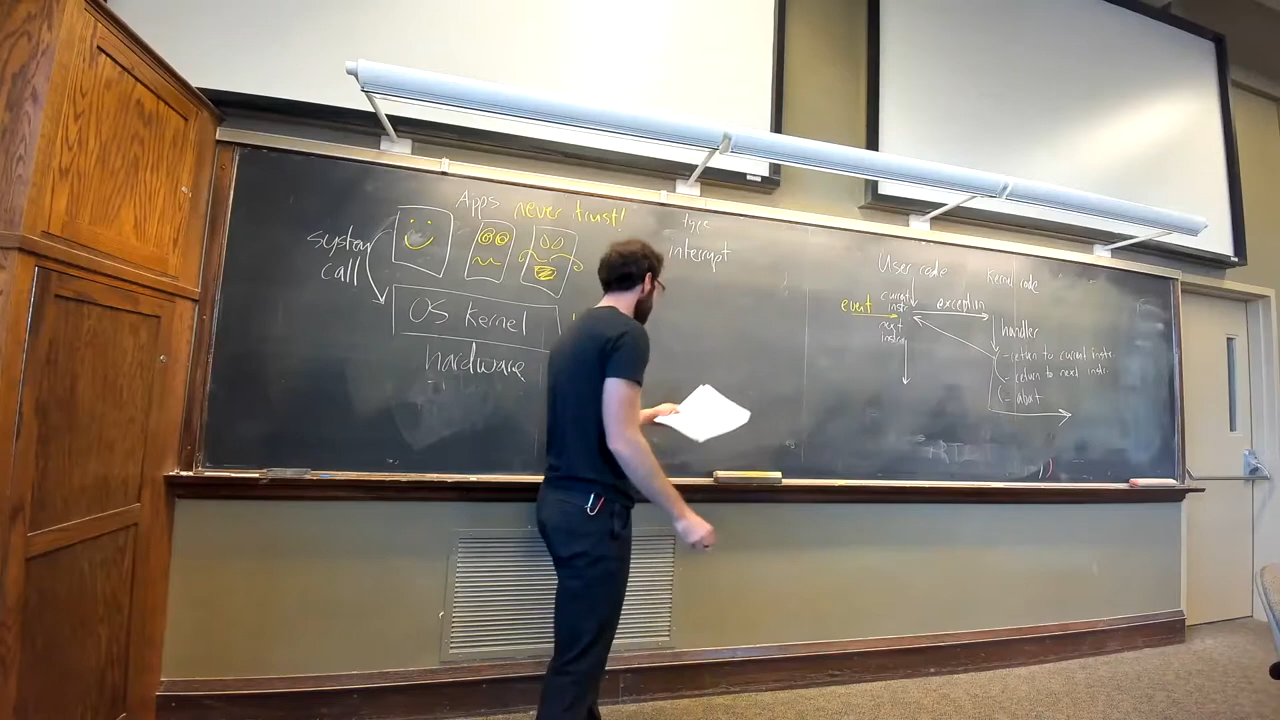 Apps never trust!
system
call
OS Kernel
hardware
type
interrupt
User code
Kernel code
event
current
instr
exception
next
instr
handler
- return to current instr.
- return to next instr.
- abort